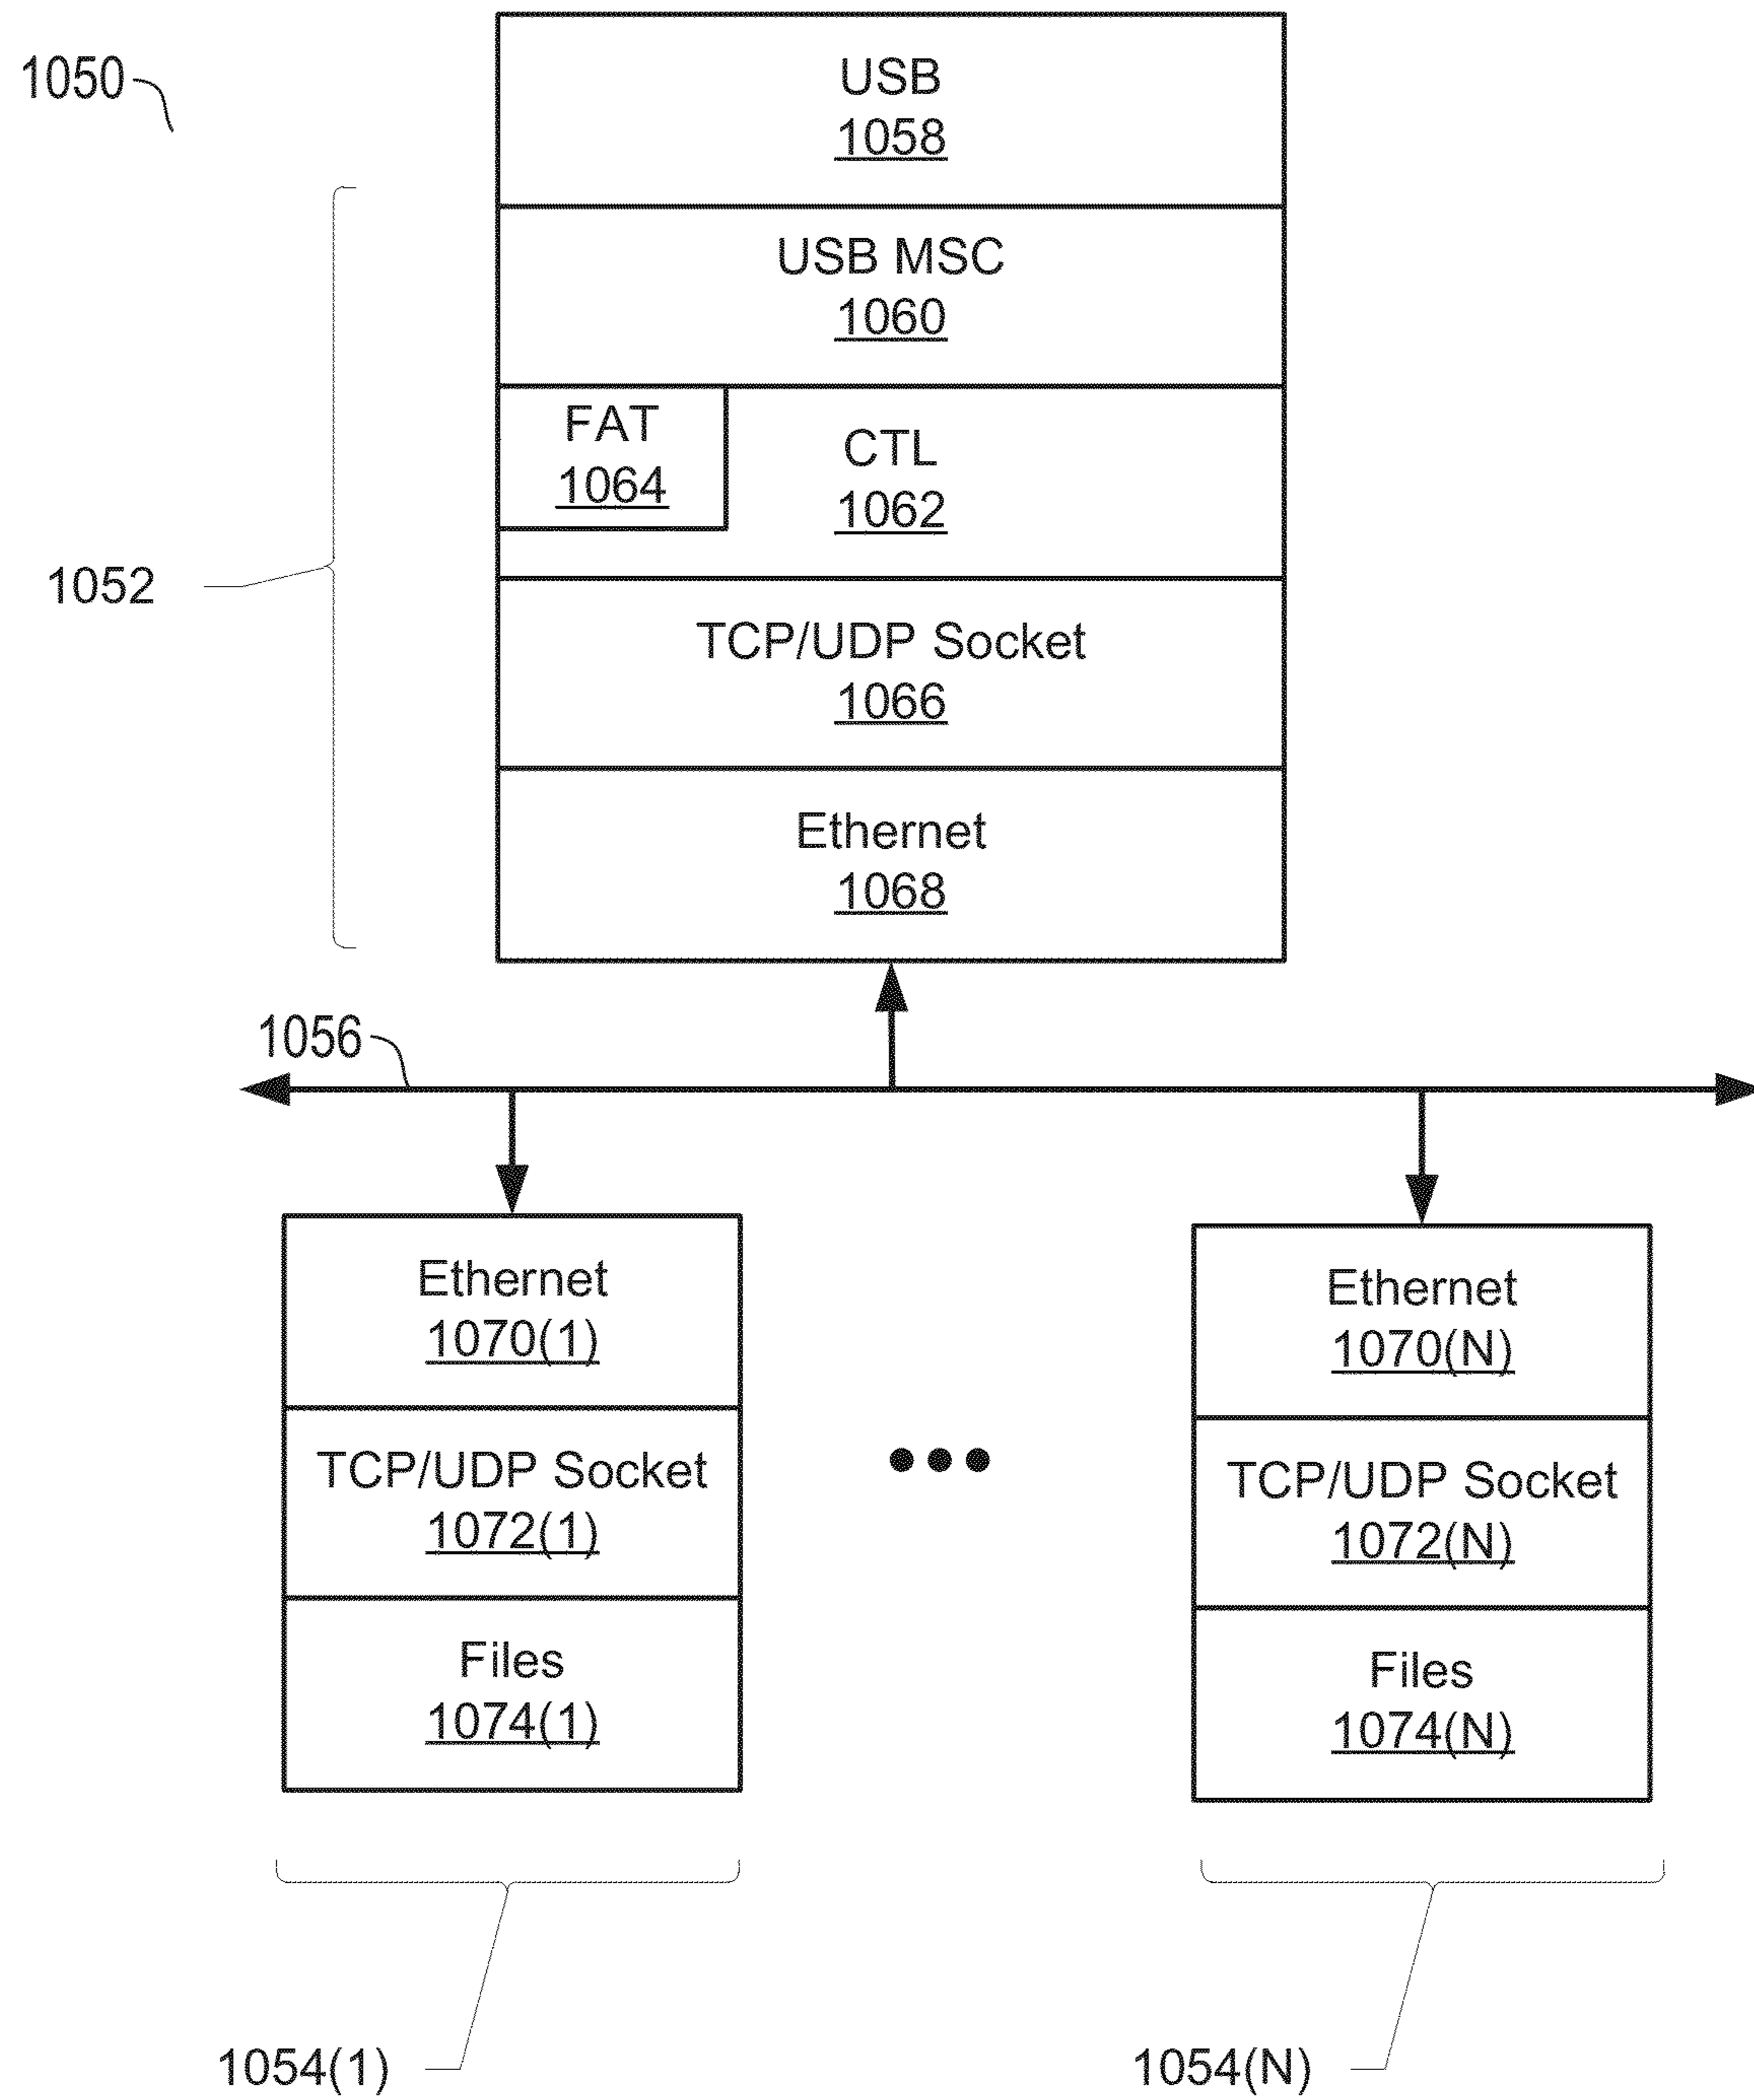 1050
USB
1058
USB MSC
1060
FAT
1064
CTL
1062
1052
TCP/UDP Socket
1066
Ethernet
1068
1056
Ethernet
1070(1)
TCP/UDP Socket
1072(1)
Files
1074(1)
Ethernet
1070(N)
TCP/UDP Socket
1072(N)
Files
1074(N)
1054(1)
1054(N)